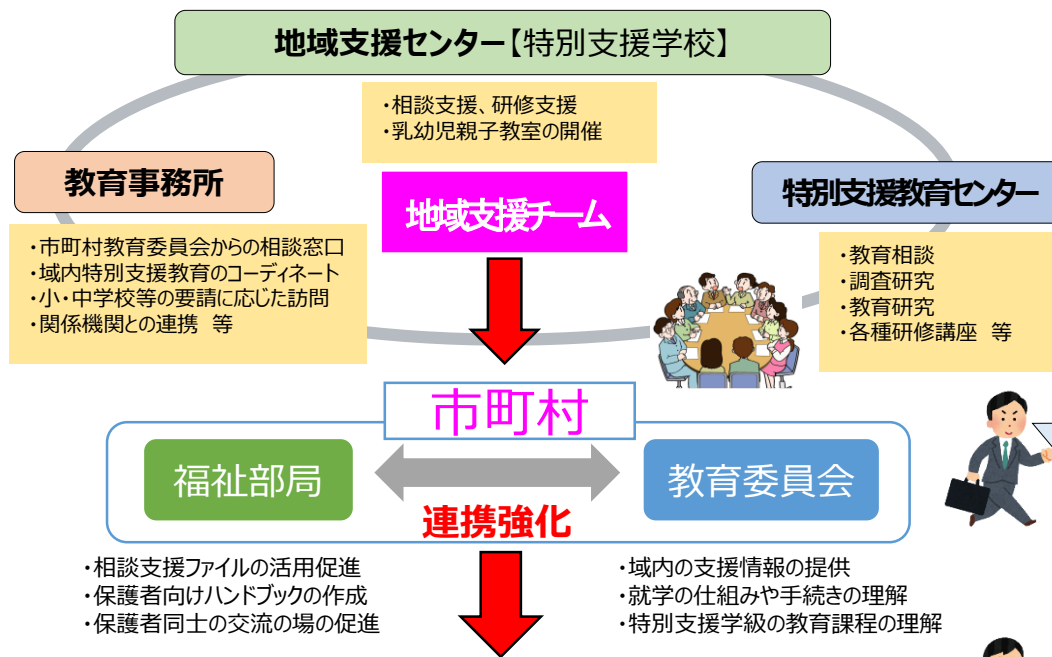 地域支援センター【特別支援学校】
・相談支援、研修支援
・乳幼児親子教室の開催
教育事務所
・市町村教育委員会からの相談窓口
・域内特別支援教育のコーディネート
・小・中学校等の要請に応じた訪問
・関係機関との連携　等
地域支援チーム
特別支援教育センター
・教育相談
・調査研究
・教育研究
・各種研修講座　等
市町村
福祉部局
教育委員会
連携強化
・相談支援ファイルの活用促進
・保護者向けハンドブックの作成
・保護者同士の交流の場の促進
・域内の支援情報の提供
・就学の仕組みや手続きの理解
・特別支援学級の教育課程の理解